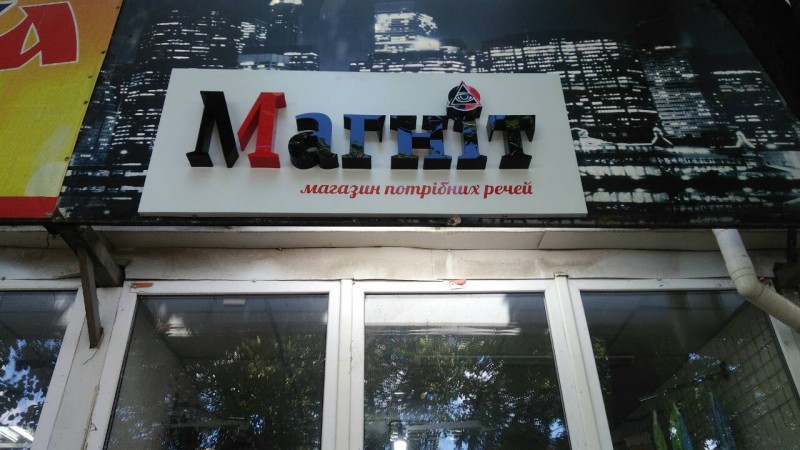 Магніт
магазин потрібних речей